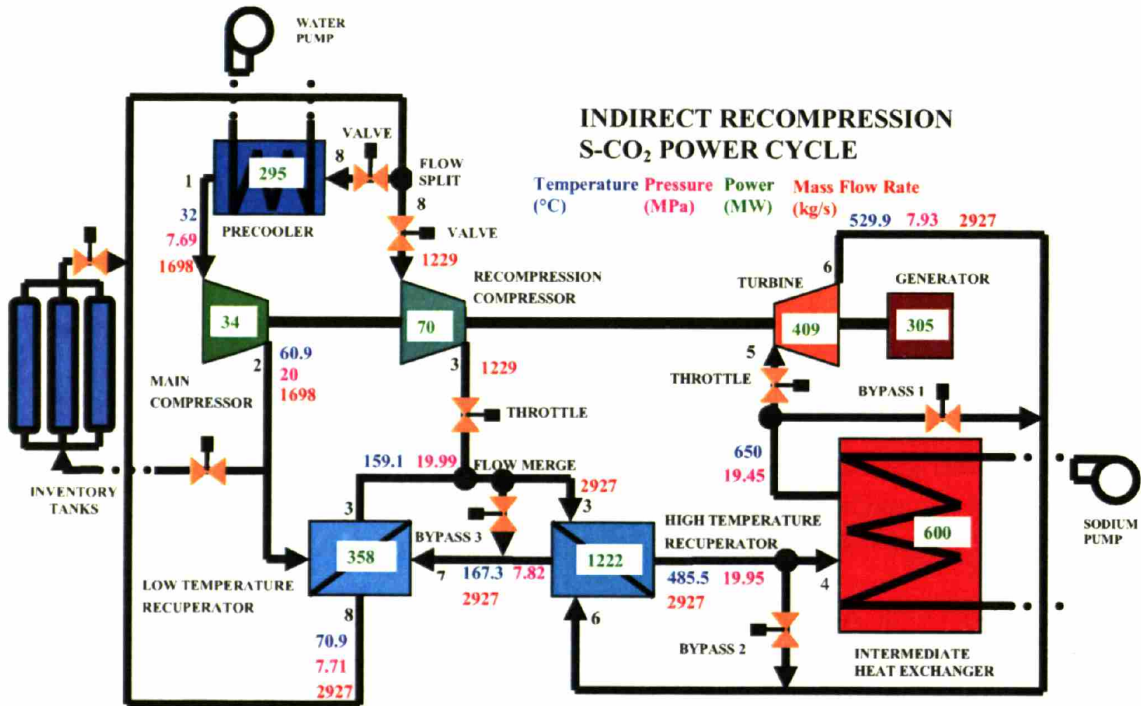 WATER
PUMP
INDIRECT RECOMPRESSION
S-CO₂ POWER CYCLE
Temperature Pressure Power Mass Flow Rate
(°C) (MPa) (MW) (kg/s)
VALVE
8
FLOW
SPLIT
1
295
8
32
7.69
1698
PRECOOLER
VALVE
1229
529.9 7.93 2927
6
RECOMPRESSION
COMPRESSOR
TURBINE
GENERATOR
34
70
409
305
2
60.9
20
1698
3
1229
5
MAIN
COMPRESSOR
THROTTLE
THROTTLE
BYPASS 1
159.1 19.99
FLOW MERGE
650
19.45
INVENTORY
TANKS
3
2927
3
BYPASS 3
HIGH TEMPERATURE
RECUPERATOR
358
1222
600
SODIUM
PUMP
LOW TEMPERATURE
RECUPERATOR
7
167.3 7.82
2927
485.5 19.95
2927
4
8
6
70.9
7.71
2927
BYPASS 2
INTERMEDIATE
HEAT EXCHANGER